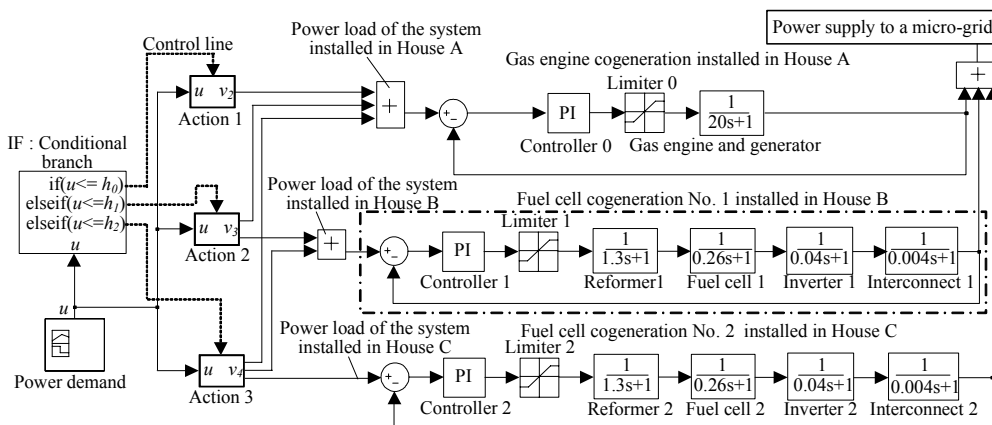 Power supply to a micro-grid
Power load of the system
installed in House A
Control line
Gas engine cogeneration installed in House A
Limiter 0
u v2
Action 1
+
+-
PI
Controller 0
1
20s+1
Gas engine and generator
+
IF : Conditional
branch
if(u<= h0)
elseif(u<=h1)
elseif(u<=h2)
u
Power load of the system
installed in House B
Fuel cell cogeneration No. 1 installed in House B
Limiter 1
u v3
Action 2
+
+-
PI
Controller 1
1
1.3s+1
Reformer1
1
0.26s+1
Fuel cell 1
1
0.04s+1
Inverter 1
1
0.004s+1
Interconnect 1
u
Power demand
Power load of the system
installed in House C
Fuel cell cogeneration No. 2 installed in House C
Limiter 2
u v4
Action 3
+-
PI
Controller 2
1
1.3s+1
Reformer 2
1
0.26s+1
Fuel cell 2
1
0.04s+1
Inverter 2
1
0.004s+1
Interconnect 2